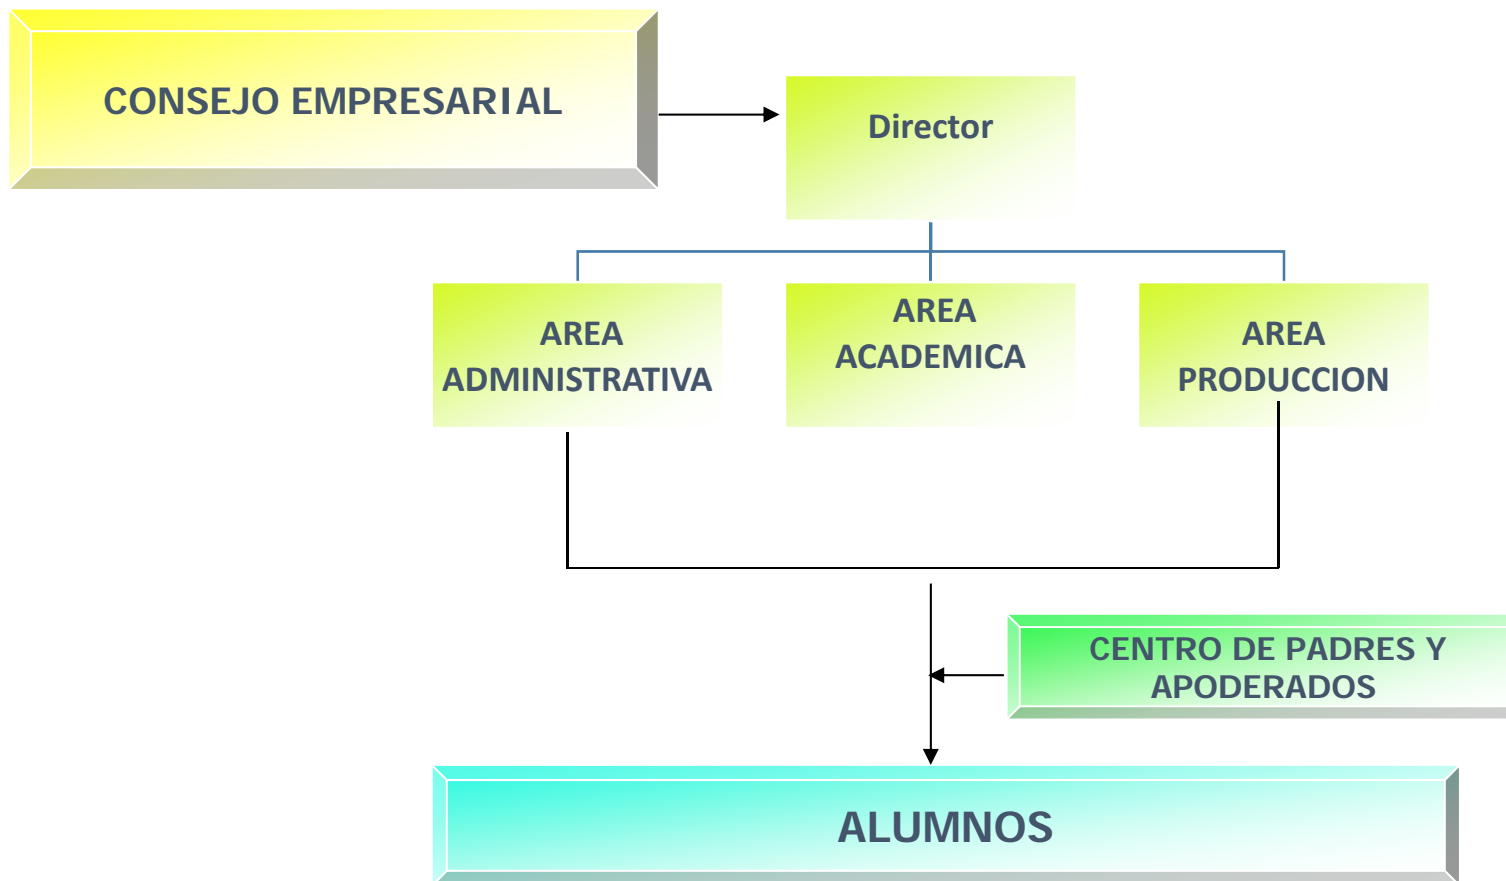 CONSEJO EMPRESARIAL
Director
AREA
ADMINISTRATIVA
AREA
ACADEMICA
AREA
PRODUCCION
CENTRO DE PADRES Y
APODERADOS
ALUMNOS